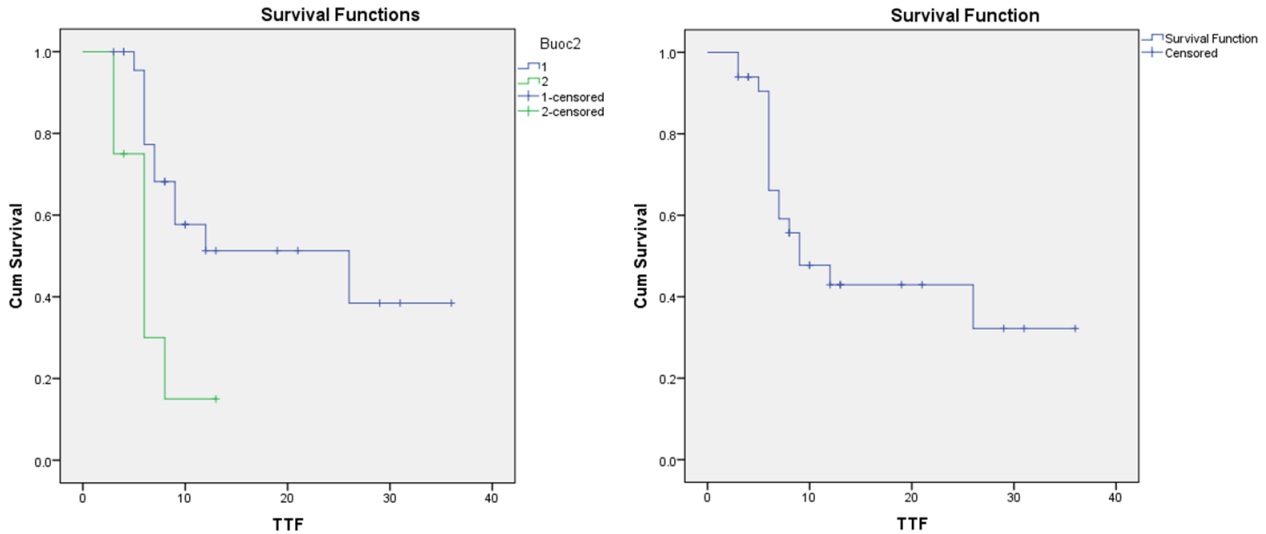 Survival Functions
Buoc2
1
2
1-censored
2-censored
Cum Survival
1.0
0.8
0.6
0.4
0.2
0.0
0 10 20 30 40
TTF
Survival Function
Survival Function
Censored
Cum Survival
1.0
0.8
0.6
0.4
0.2
0.0
0 10 20 30 40
TTF